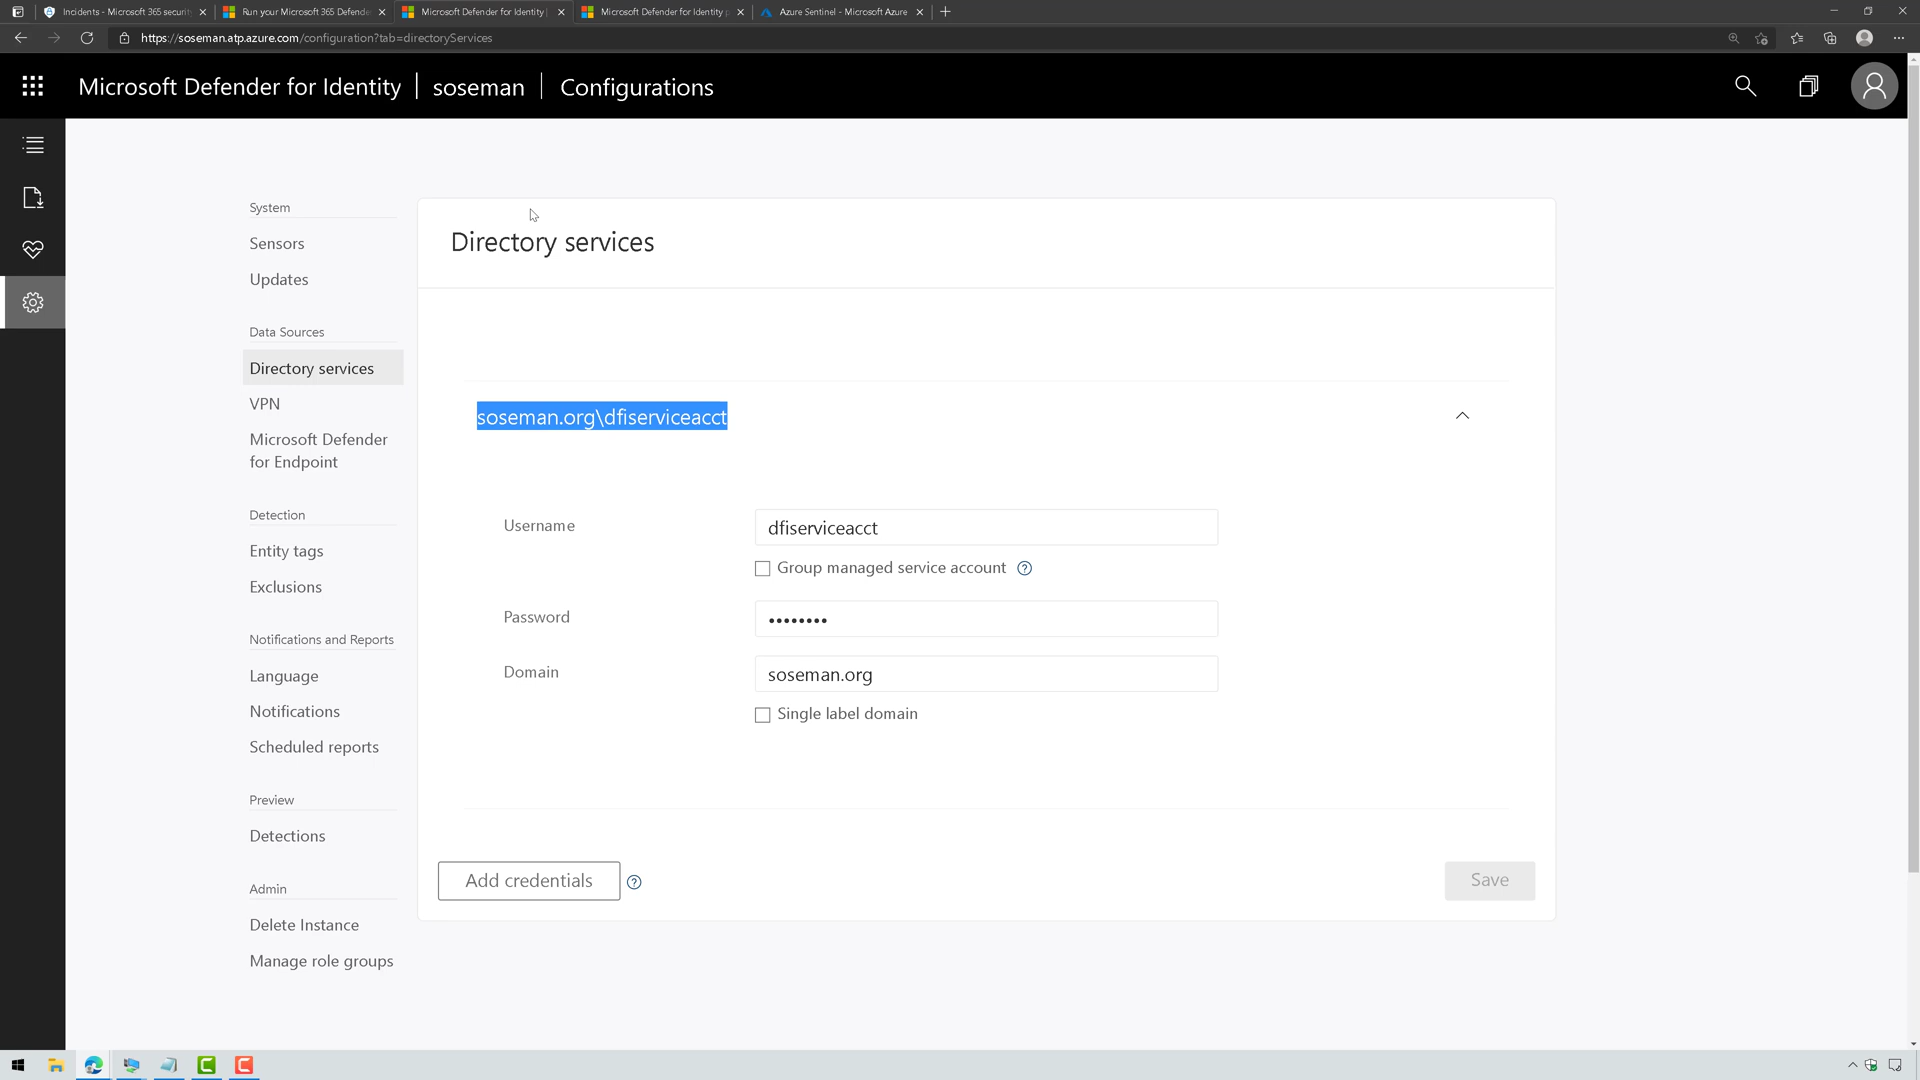 Incidents - Microsoft 365 securit
Run your Microsoft 365 Defende
Microsoft Defender for Identity |
Microsoft Defender for Identity p
Azure Sentinel - Microsoft Azure
https://soseman.atp.azure.com/configuration?tab=directoryServices
Microsoft Defender for Identity | soseman | Configurations
System
Sensors
Updates
Data Sources
Directory services
VPN
Microsoft Defender
for Endpoint
Detection
Entity tags
Exclusions
Notifications and Reports
Language
Notifications
Scheduled reports
Preview
Detections
Admin
Delete Instance
Manage role groups
Directory services
soseman.org\dfiserviceacct
Username
dfiserviceacct
Group managed service account
Password
••••••••
Domain
soseman.org
Single label domain
Add credentials
Save